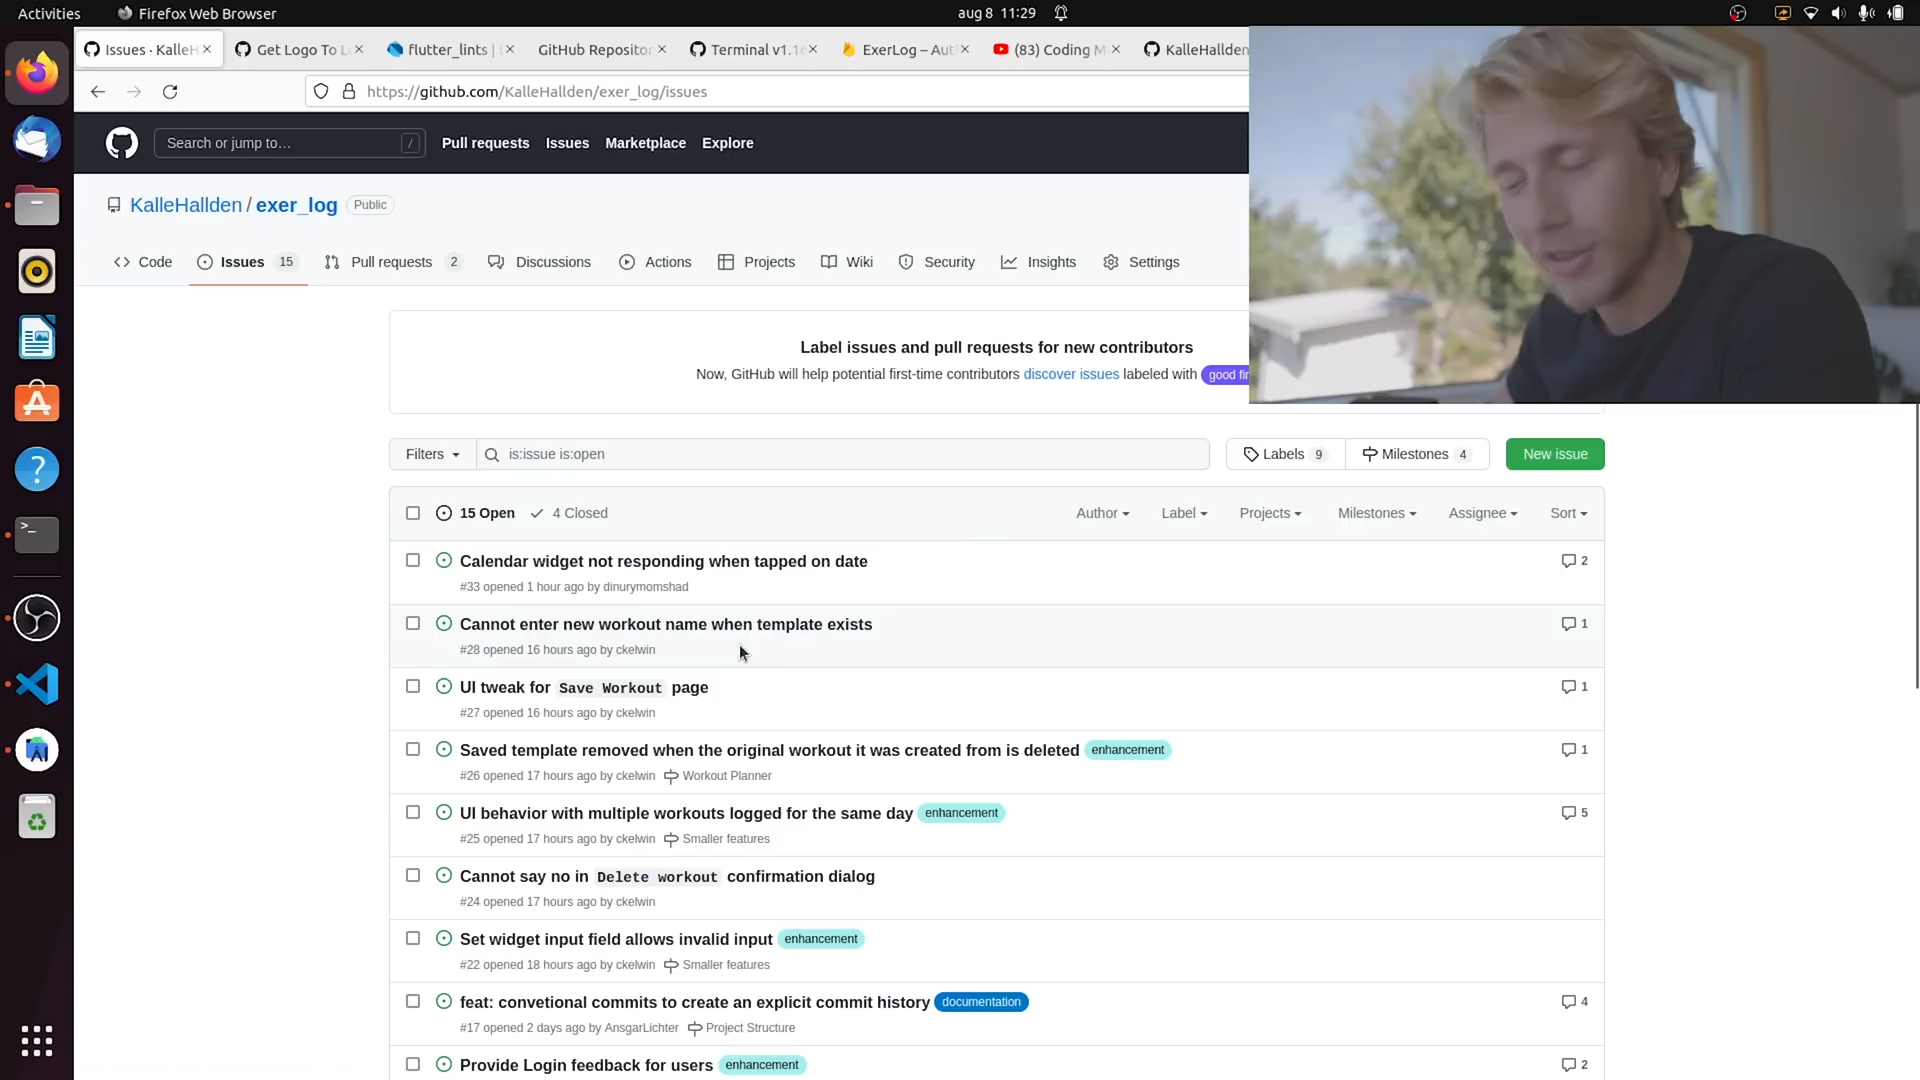 Activities
Firefox Web Browser
aug 8 11:29
Issues · KalleH
Get Logo To L
flutter_lints |
GitHub Repositor
Terminal v1.1
ExerLog – Aut
(83) Coding M
KalleHallden
https://github.com/KalleHallden/exer_log/issues
Search or jump to… /
Pull requests
Issues
Marketplace
Explore
KalleHallden / exer_log Public
Code
Issues 15
Pull requests 2
Discussions
Actions
Projects
Wiki
Security
Insights
Settings
Label issues and pull requests for new contributors
Now, GitHub will help potential first-time contributors discover issues labeled with good fir
Filters
is:issue is:open
Labels 9
Milestones 4
New issue
15 Open
4 Closed
Author
Label
Projects
Milestones
Assignee
Sort
Calendar widget not responding when tapped on date
2
#33 opened 1 hour ago by dinurymomshad
Cannot enter new workout name when template exists
1
#28 opened 16 hours ago by ckelwin
UI tweak for Save Workout page
1
#27 opened 16 hours ago by ckelwin
Saved template removed when the original workout it was created from is deleted enhancement
1
#26 opened 17 hours ago by ckelwin Workout Planner
UI behavior with multiple workouts logged for the same day enhancement
5
#25 opened 17 hours ago by ckelwin Smaller features
Cannot say no in Delete workout confirmation dialog
#24 opened 17 hours ago by ckelwin
Set widget input field allows invalid input enhancement
#22 opened 18 hours ago by ckelwin Smaller features
feat: convetional commits to create an explicit commit history documentation
4
#17 opened 2 days ago by AnsgarLichter Project Structure
Provide Login feedback for users enhancement
2